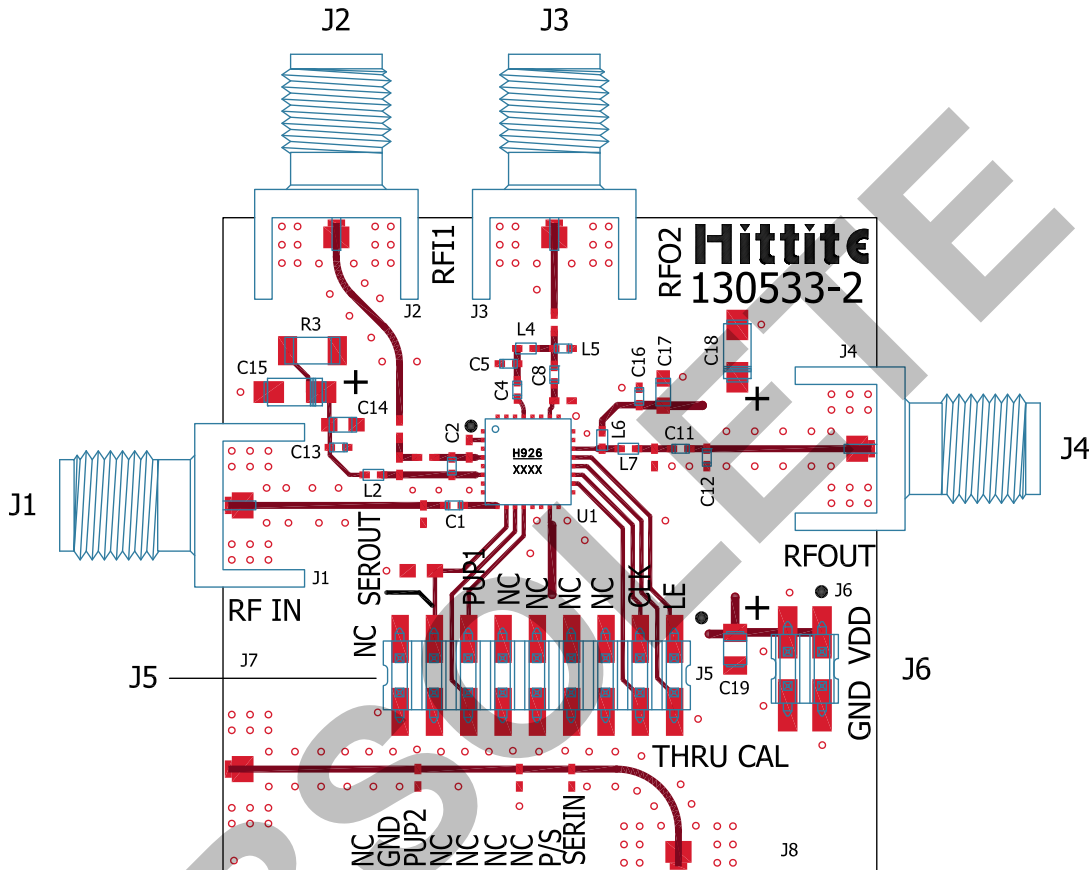 J2
J3
RFI1
RFO2
Hittite
130533-2
J2
J3
J4
R3
L4
L5
C5
C4
C8
C16
C17
C18
C15
C14
C13
C2
L2
H926
XXXX
L6
L7
C11
C12
J4
J1
C1
U1
RFOUT
J1
RF IN
NC
SEROUT
PUP1
NC
NC
NC
NC
CLK
LE
J6
GND VDD
J7
J5
J5
C19
J6
THRU CAL
NC
GND
PUP2
NC
NC
NC
NC
P/S
SERIN
J8